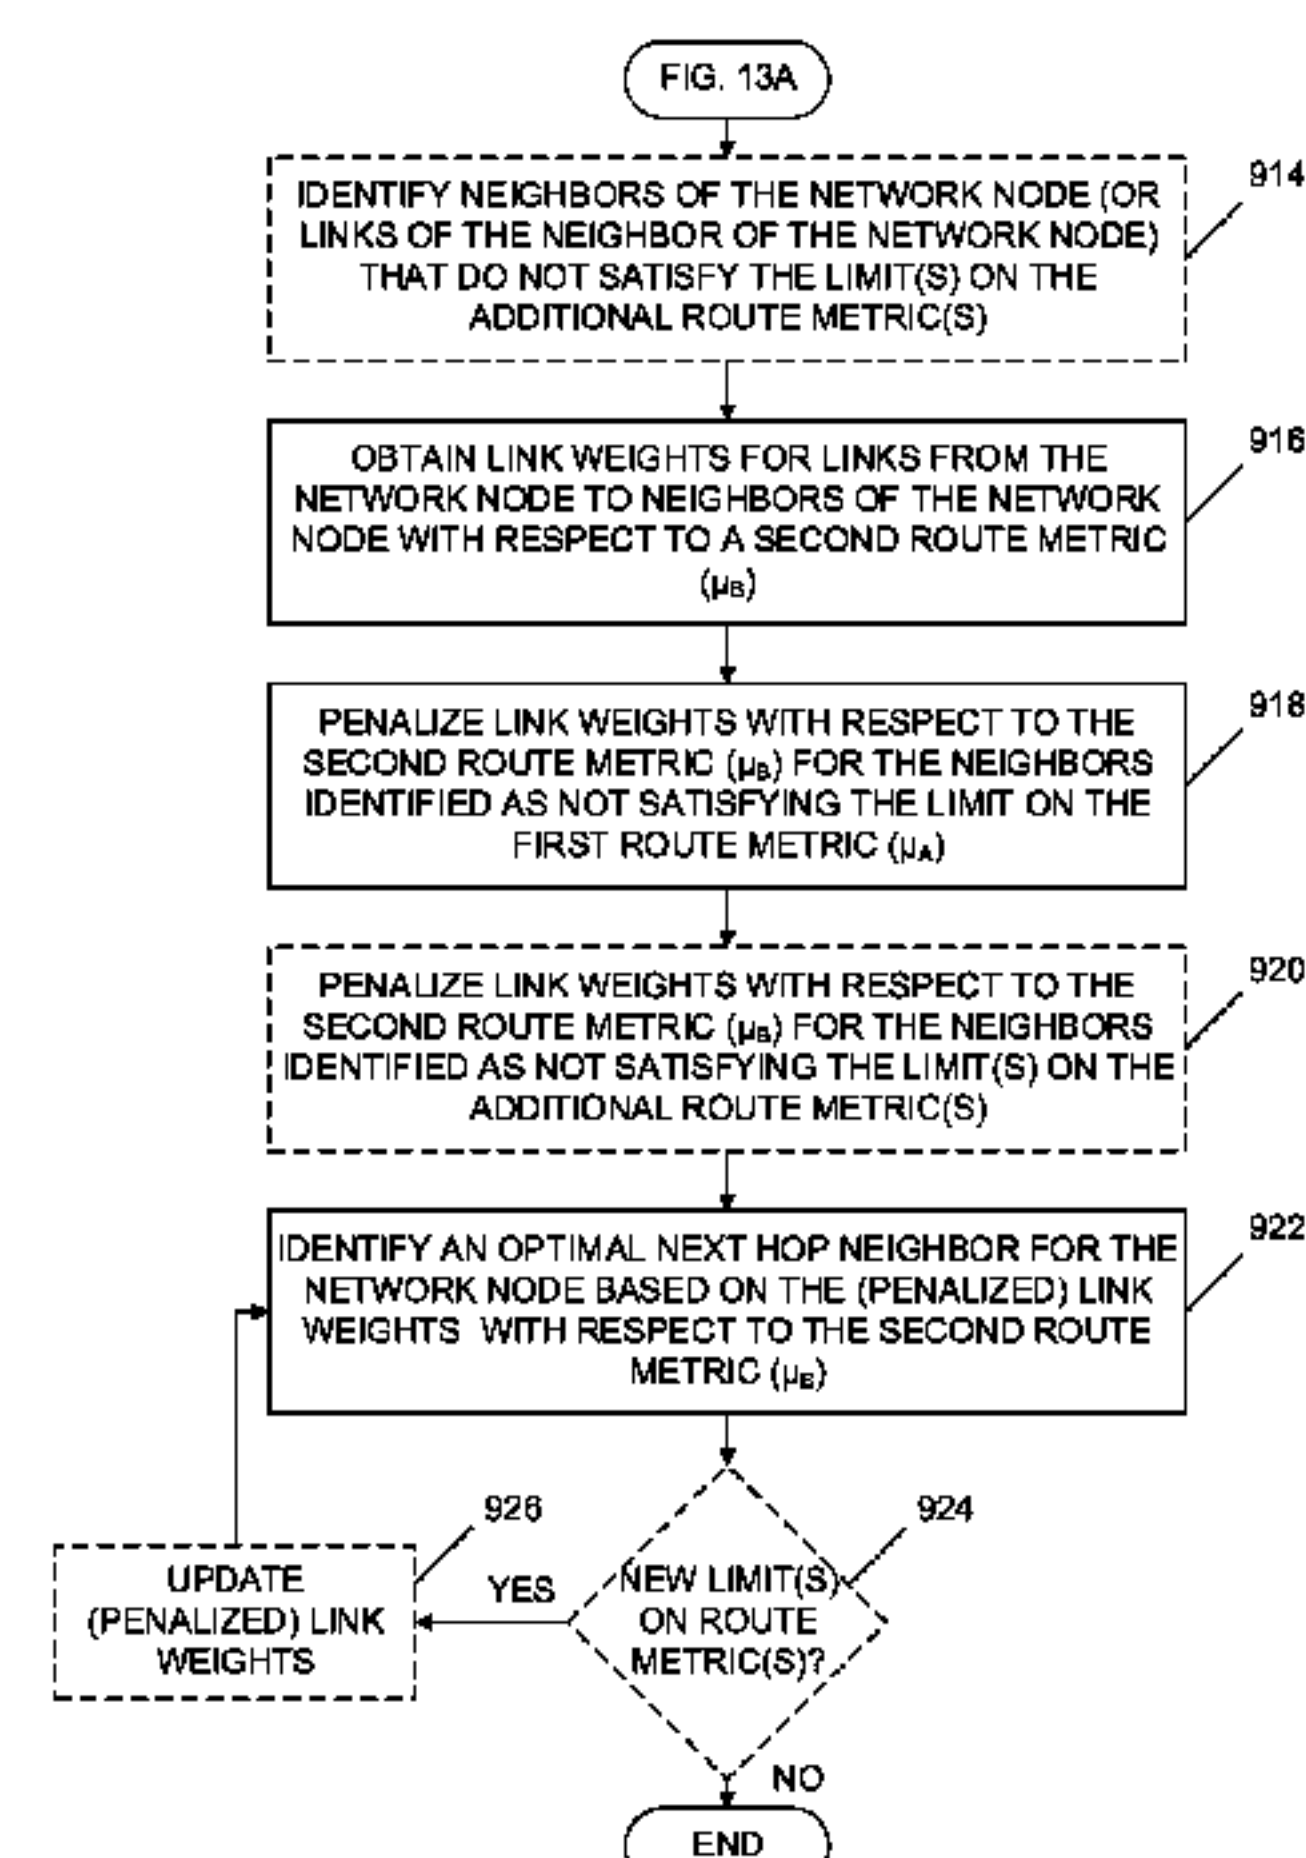 FIG. 13A
IDENTIFY NEIGHBORS OF THE NETWORK NODE (OR
LINKS OF THE NEIGHBOR OF THE NETWORK NODE)
THAT DO NOT SATISFY THE LIMIT(S) ON THE
ADDITIONAL ROUTE METRIC(S)
914
OBTAIN LINK WEIGHTS FOR LINKS FROM THE
NETWORK NODE TO NEIGHBORS OF THE NETWORK
NODE WITH RESPECT TO A SECOND ROUTE METRIC
(μB)
916
PENALIZE LINK WEIGHTS WITH RESPECT TO THE
SECOND ROUTE METRIC (μB) FOR THE NEIGHBORS
IDENTIFIED AS NOT SATISFYING THE LIMIT ON THE
FIRST ROUTE METRIC (μA)
918
PENALIZE LINK WEIGHTS WITH RESPECT TO THE
SECOND ROUTE METRIC (μB) FOR THE NEIGHBORS
IDENTIFIED AS NOT SATISFYING THE LIMIT(S) ON THE
ADDITIONAL ROUTE METRIC(S)
920
IDENTIFY AN OPTIMAL NEXT HOP NEIGHBOR FOR THE
NETWORK NODE BASED ON THE (PENALIZED) LINK
WEIGHTS WITH RESPECT TO THE SECOND ROUTE
METRIC (μB)
922
NEW LIMIT(S)
ON ROUTE
METRIC(S)?
924
YES
UPDATE
(PENALIZED) LINK
WEIGHTS
926
NO
END